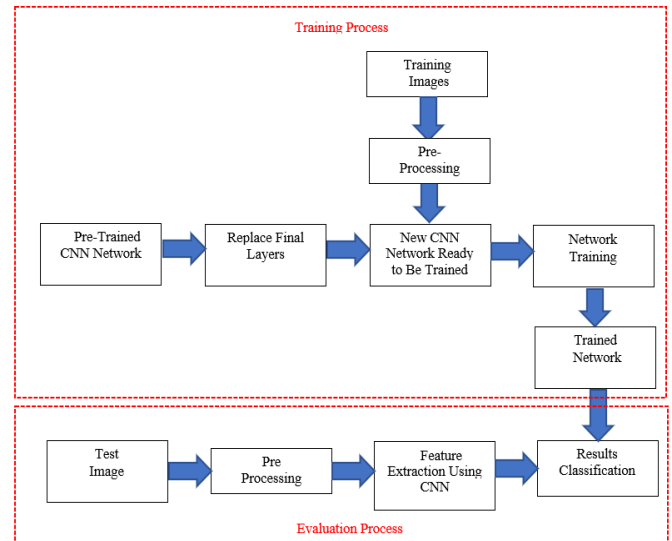 Training Process
Training
Images
Pre-
Processing
Pre-Trained
CNN Network
Replace Final
Layers
New CNN
Network Ready
to Be Trained
Network
Training
Trained
Network
Test
Image
Pre
Processing
Feature
Extraction Using
CNN
Results
Classification
Evaluation Process